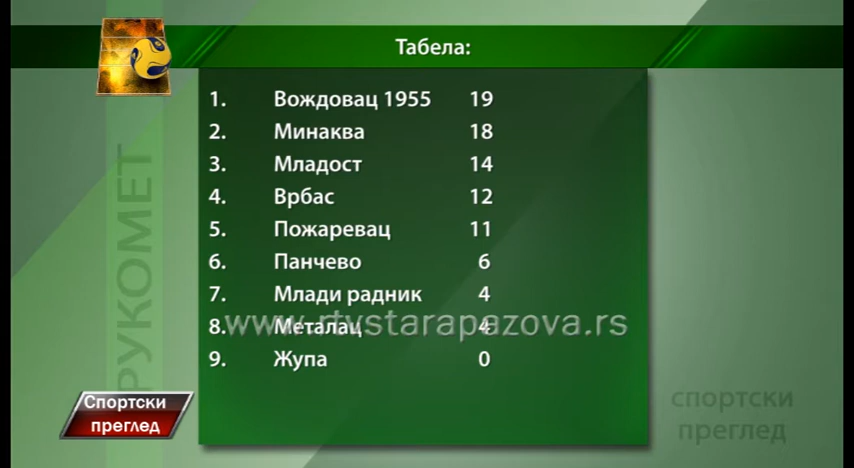 Табела:
1. Вождовац 1955 19
2. Минаква 18
3. Младост 14
4. Врбас 12
5. Пожаревац 11
6. Панчево 6
7. Млади радник 4
8. Металац 4
9. Жупа 0
www.rtvstarapazova.rs
РУКОМЕТ
Спортски
преглед
спортски
преглед